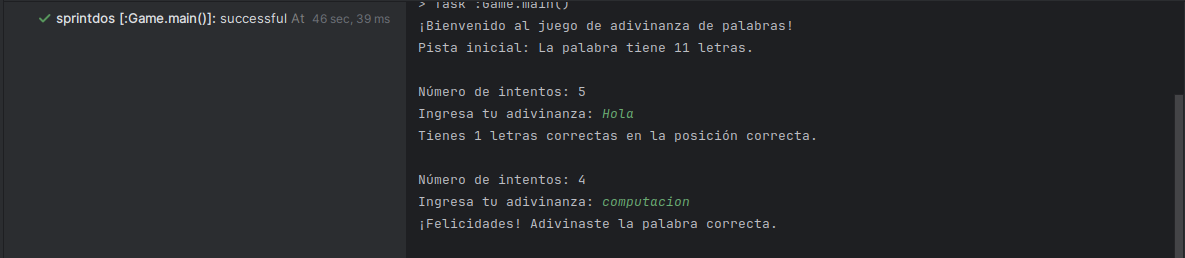 sprintdos [:Game.main()]: successful At 46 sec, 39 ms
> Task :Game.main()
¡Bienvenido al juego de adivinanza de palabras!
Pista inicial: La palabra tiene 11 letras.
Número de intentos: 5
Ingresa tu adivinanza: Hola
Tienes 1 letras correctas en la posición correcta.
Número de intentos: 4
Ingresa tu adivinanza: computacion
¡Felicidades! Adivinaste la palabra correcta.